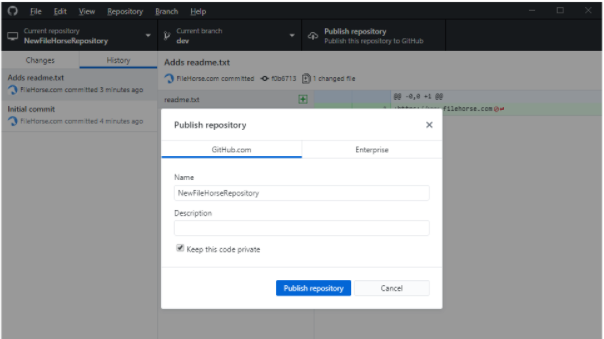 File Edit View Repository Branch Help
Current repository
NewFileHorseRepository
Current branch
dev
Publish repository
Publish this repository to GitHub
Changes History
Adds readme.txt
FileHorse.com committed 3 minutes ago
Initial commit
FileHorse.com committed 4 minutes ago
Adds readme.txt
FileHorse.com committed
1 changed file
readme.txt
@@ -0,0 +1 @@
filehorse.com
Publish repository
GitHub.com Enterprise
Name
NewFileHorseRepository
Description
Keep this code private
Publish repository Cancel